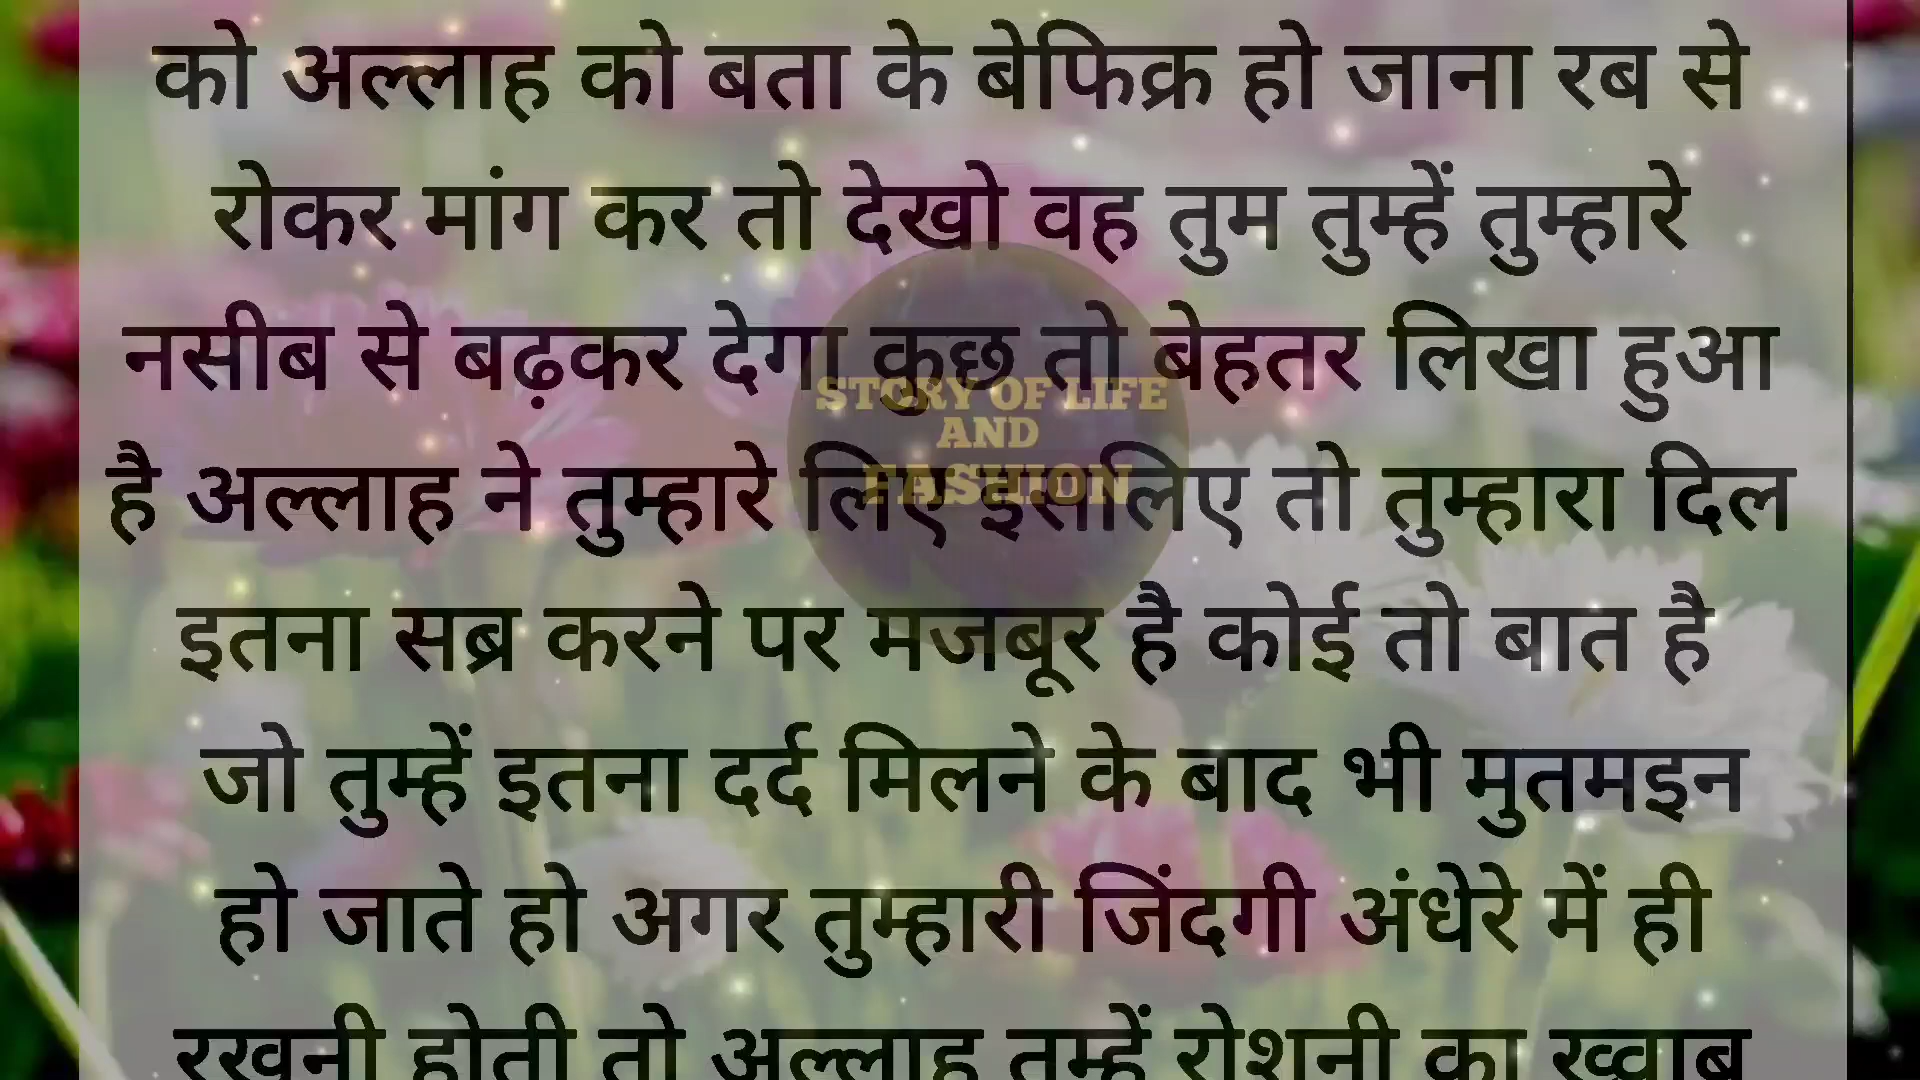 को अल्लाह को बता के बेफिक्र हो जाना रब से
रोकर मांग कर तो देखो वह तुम तुम्हें तुम्हारे
नसीब से बढ़कर देगा कुछ तो बेहतर लिखा हुआ
STORY OF LIFE
AND
FASHION
है अल्लाह ने तुम्हारे लिए इसलिए तो तुम्हारा दिल
इतना सब्र करने पर मजबूर है कोई तो बात है
जो तुम्हें इतना दर्द मिलने के बाद भी मुतमइन
हो जाते हो अगर तुम्हारी जिंदगी अंधेरे में ही
रखनी होती तो अल्लाह तुम्हें रोशनी का ख्वाब